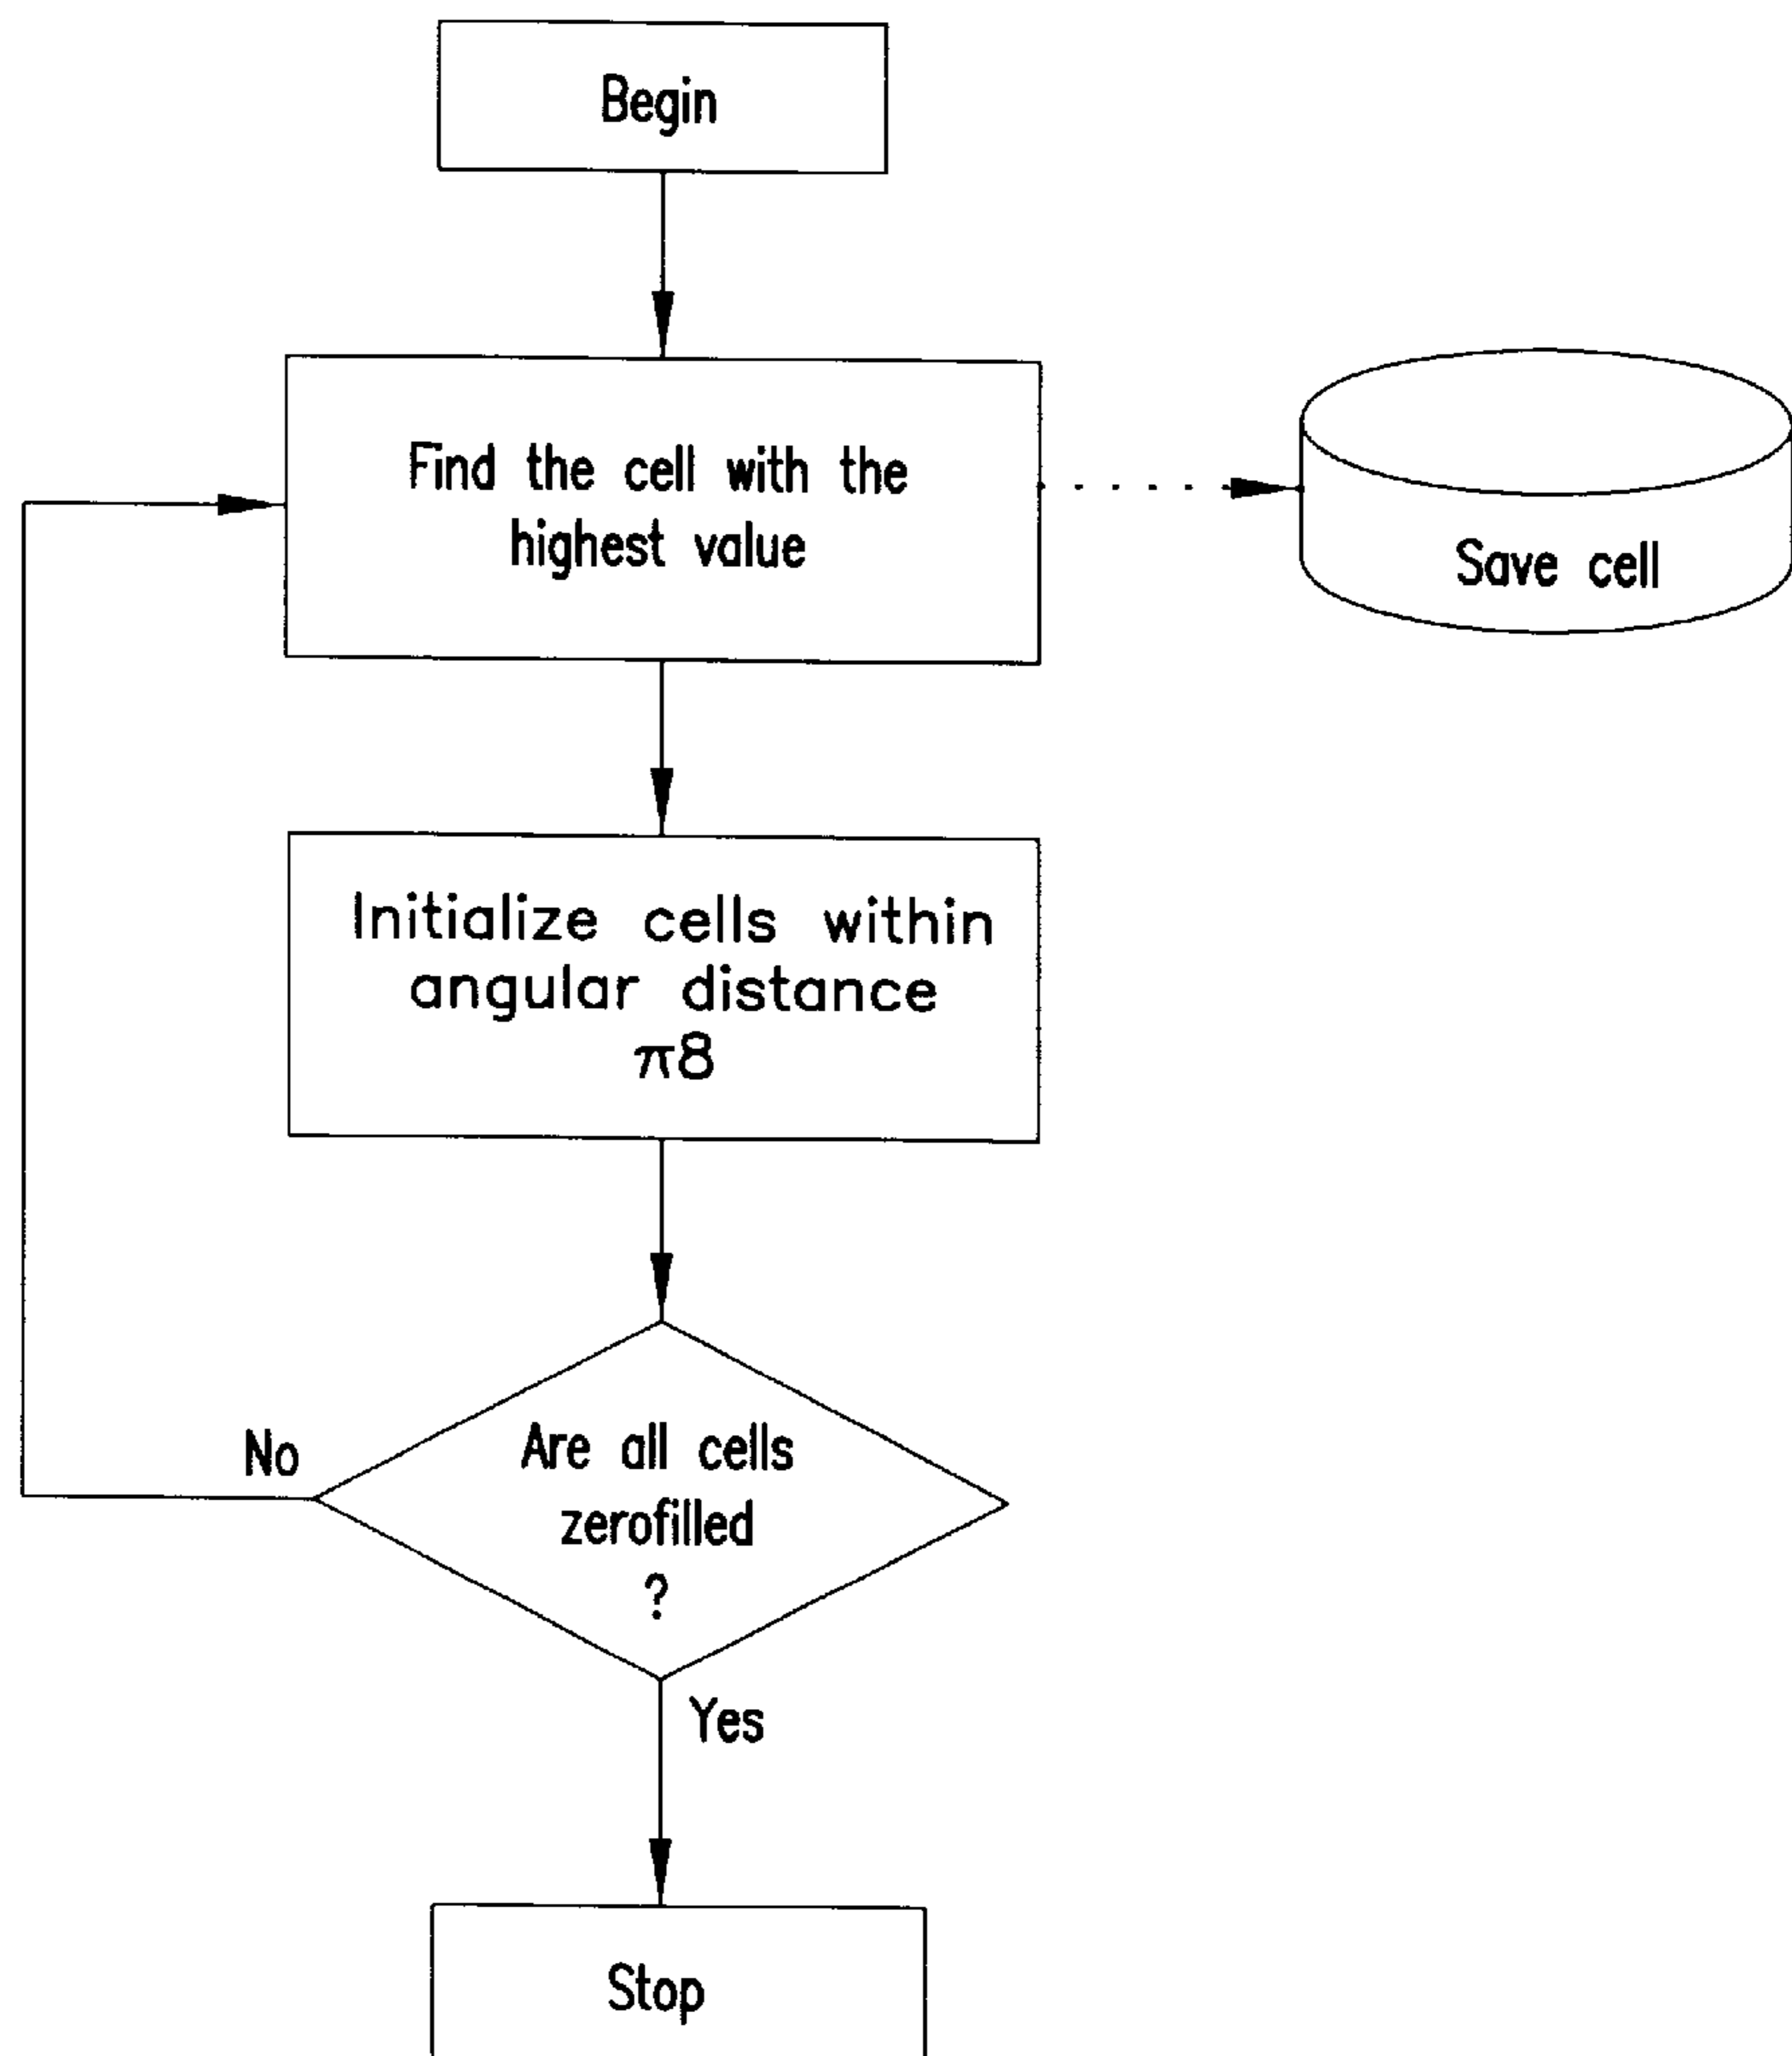 Begin
Find the cell with the
highest value
Save cell
Initialize cells within
angular distance
π8
No
Are all cells
zerofilled
?
Yes
Stop